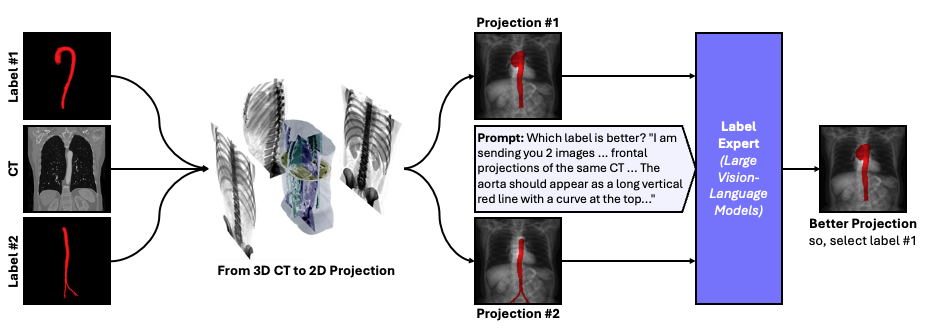 Label #1
CT
Label #2
From 3D CT to 2D Projection
Projection #1
Prompt: Which label is better? "I am
sending you 2 images ... frontal
projections of the same CT ... The
aorta should appear as a long vertical
red line with a curve at the top..."
Projection #2
Label
Expert
(Large
Vision-
Language
Models)
Better Projection
so, select label #1